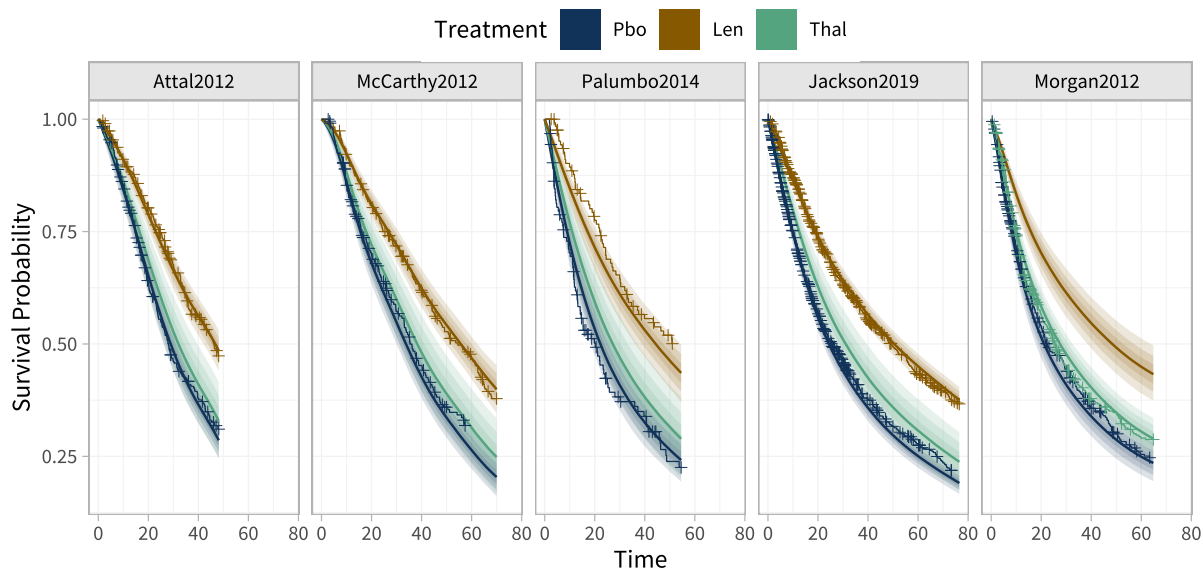 Treatment Pbo Len Thal
Attal2012 McCarthy2012 Palumbo2014 Jackson2019 Morgan2012
Survival Probability
1.00
0.75
0.50
0.25
0 20 40 60 80 0 20 40 60 80 0 20 40 60 80 0 20 40 60 80 0 20 40 60 80
Time